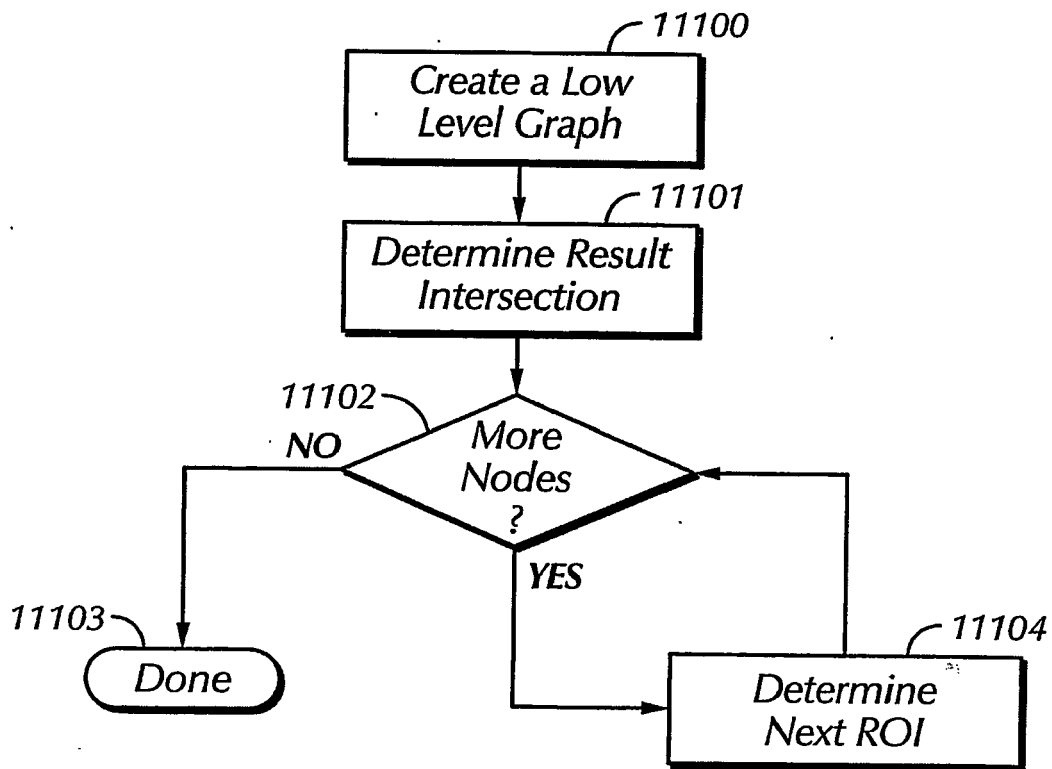 11100
Create a Low
Level Graph
11101
Determine Result
Intersection
11102
NO
More
Nodes
?
YES
11103
Done
11104
Determine
Next ROI